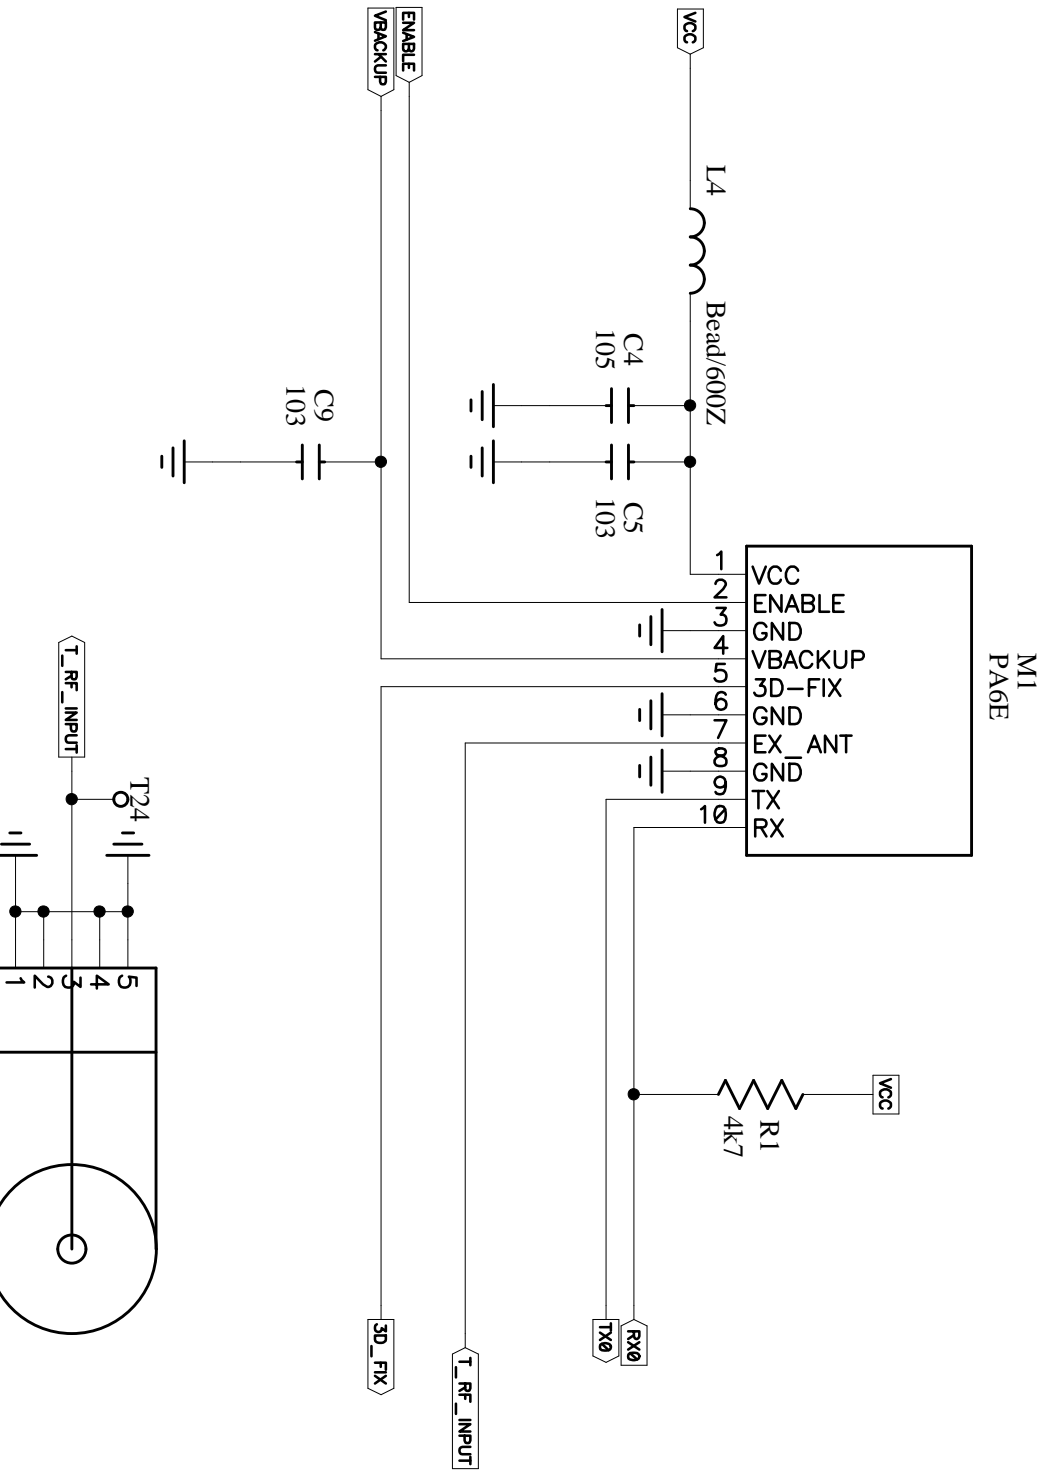 ENABLE
VBACKUP
VCC
L4
Bead/600Z
C4
105
C5
103
C9
103
M1
PA6E
1 VCC
2 ENABLE
3 GND
4 VBACKUP
5 3D-FIX
6 GND
7 EX_ANT
8 GND
9 TX
10 RX
VCC
R1
4k7
RX0
TX0
3D_FIX
T_RF_INPUT
T_RF_INPUT
T24
5
4
3
2
1